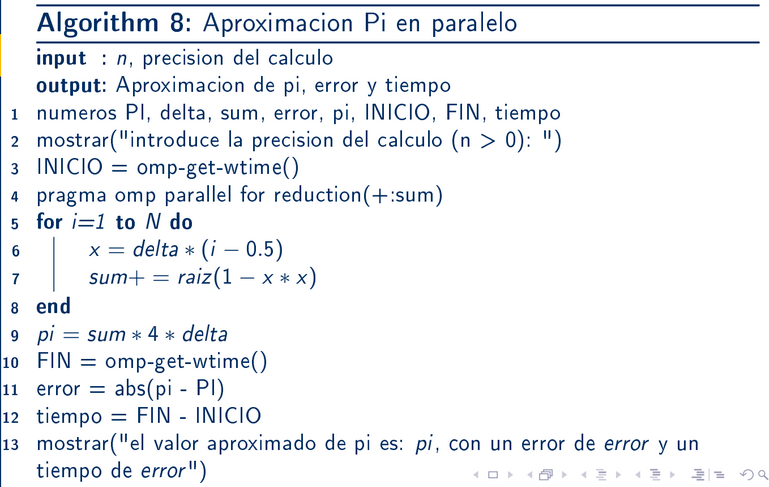 Algorithm 8: Aproximacion Pi en paralelo
input : n, precision del calculo
output: Aproximacion de pi, error y tiempo
1 numeros PI, delta, sum, error, pi, INICIO, FIN, tiempo
2 mostrar("introduce la precision del calculo (n > 0): ")
3 INICIO = omp-get-wtime()
4 pragma omp parallel for reduction(+:sum)
5 for i=1 to N do
6 x = delta ∗ (i − 0.5)
7 sum+ = raiz(1 − x ∗ x)
8 end
9 pi = sum ∗ 4 ∗ delta
10 FIN = omp-get-wtime()
11 error = abs(pi - PI)
12 tiempo = FIN - INICIO
13 mostrar("el valor aproximado de pi es: pi, con un error de error y un
tiempo de error")